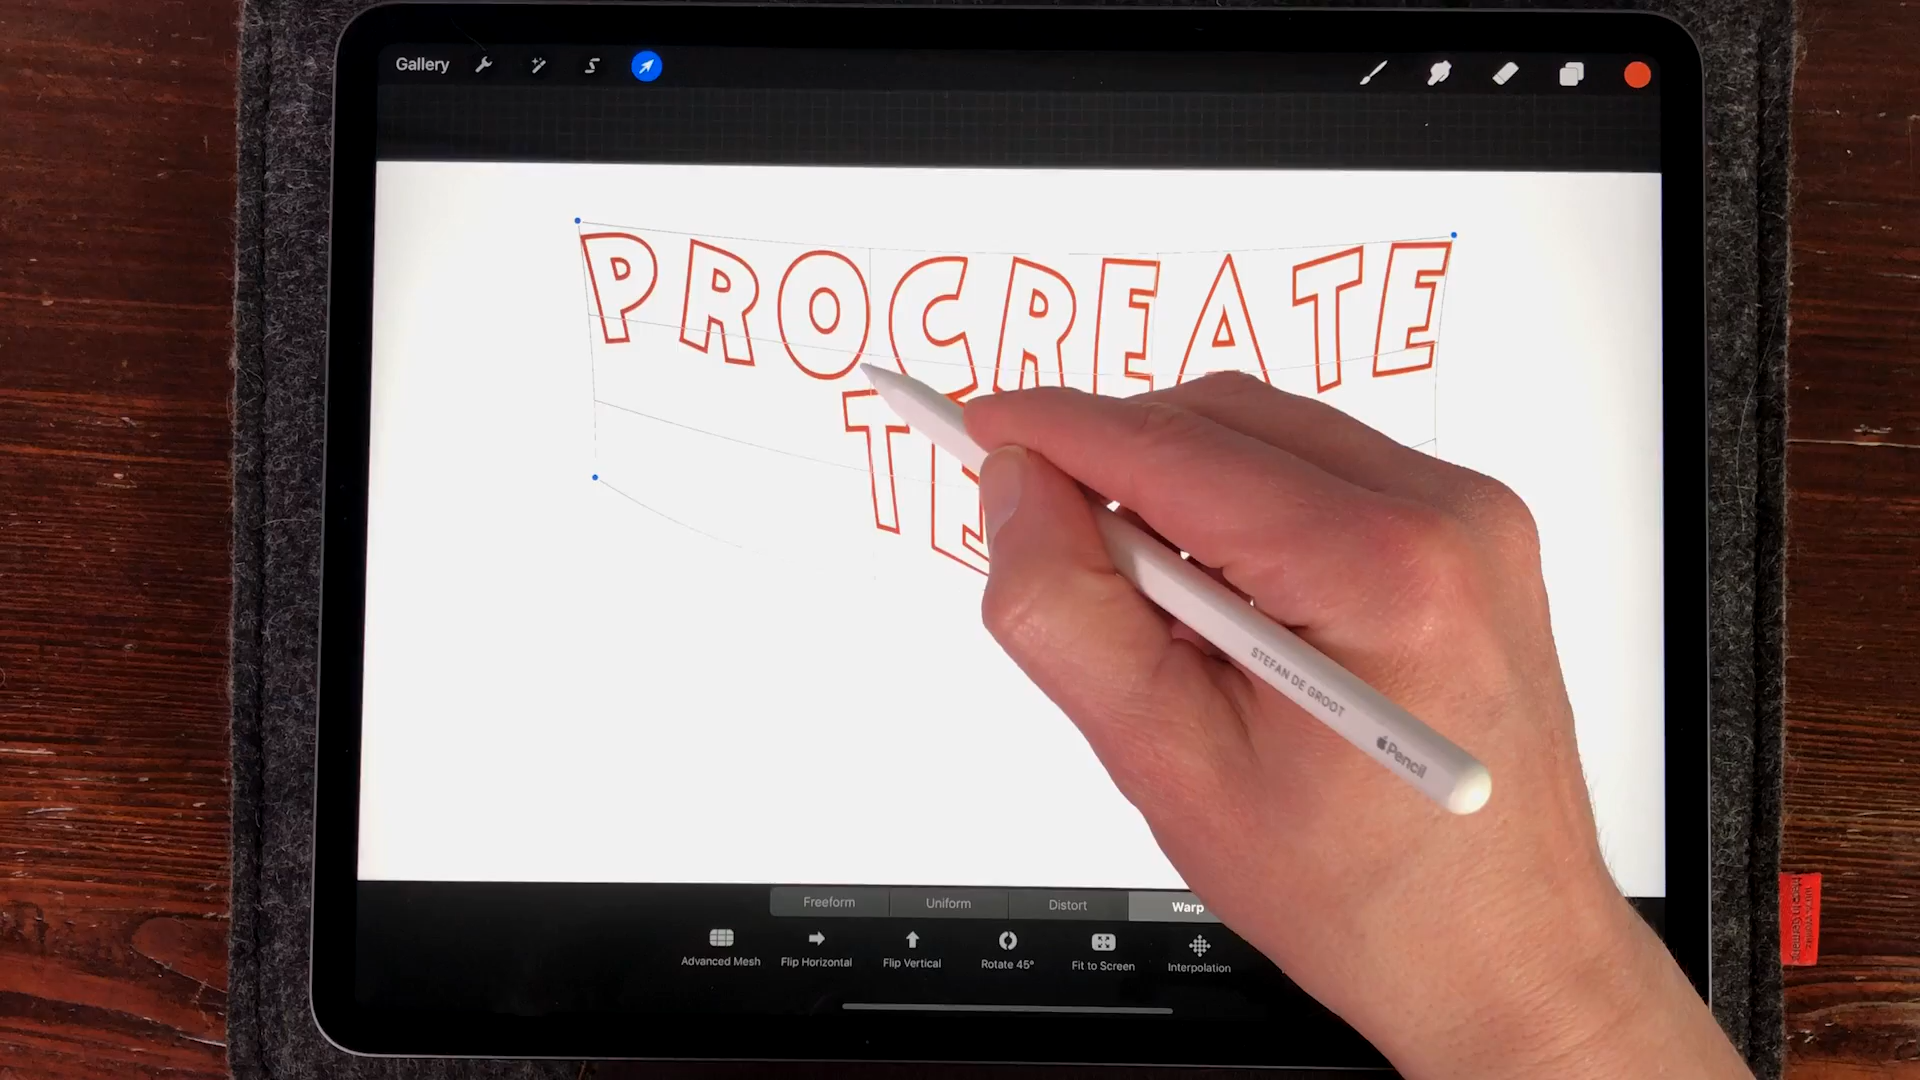 Gallery
PROCREATE
TE
STEFAN DE GROOT
Pencil
Freeform Uniform Distort Warp
Advanced Mesh Flip Horizontal Flip Vertical Rotate 45° Fit to Screen Interpolation